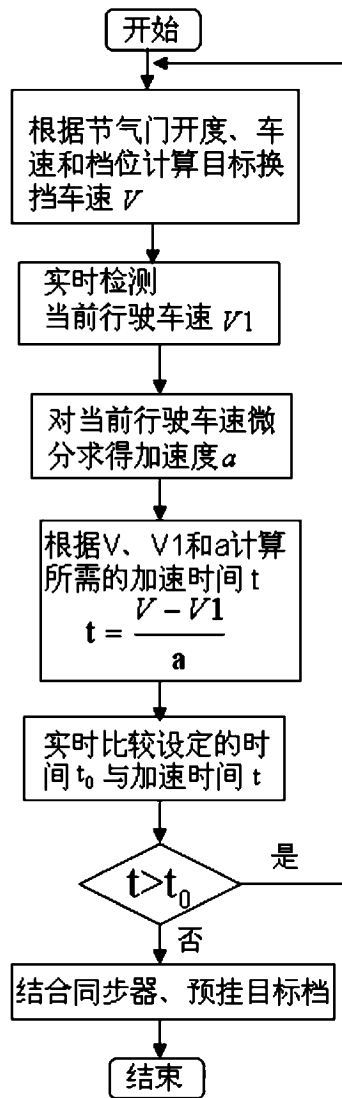 开始
根据节气门开度、车
速和档位计算目标换
挡车速 V
实时检测
当前行驶车速 V1
对当前行驶车速微
分求得加速度 a
根据V、V1和a计算
所需的加速时间 t
t = \frac{V - V1}{a}
实时比较设定的时
间 t₀ 与加速时间 t
t>t₀
是
否
结合同步器、预挂目标档
结束